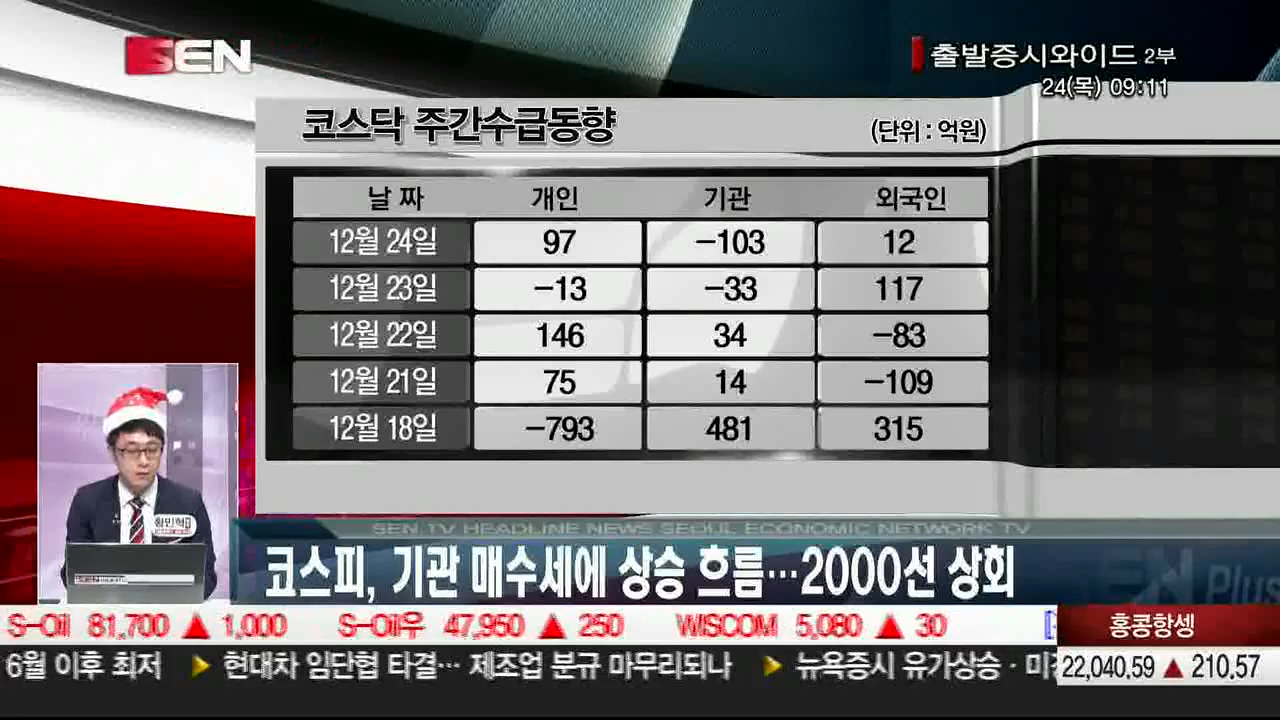 SEN
출발증시와이드 2부
24(목) 09:11
코스닥 주간수급동향
(단위 : 억원)
날 짜 개인 기관 외국인
12월 24일 97 -103 12
12월 23일 -13 -33 117
12월 22일 146 34 -83
12월 21일 75 14 -109
12월 18일 -793 481 315
황민혁
SEN TV HEADLINE NEWS SEOUL ECONOMIC NETWORK TV
코스피, 기관 매수세에 상승 흐름…2000선 상회
Plus
S-Oil 81,700 ▲ 1,000 S-Oil우 47,950 ▲ 250 WISCOM 5,080 ▲ 30
홍콩항셍
6월 이후 최저 ▶ 현대차 임단협 타결… 제조업 분규 마무리되나 ▶ 뉴욕증시 유가상승·미
22,040.59 ▲ 210.57